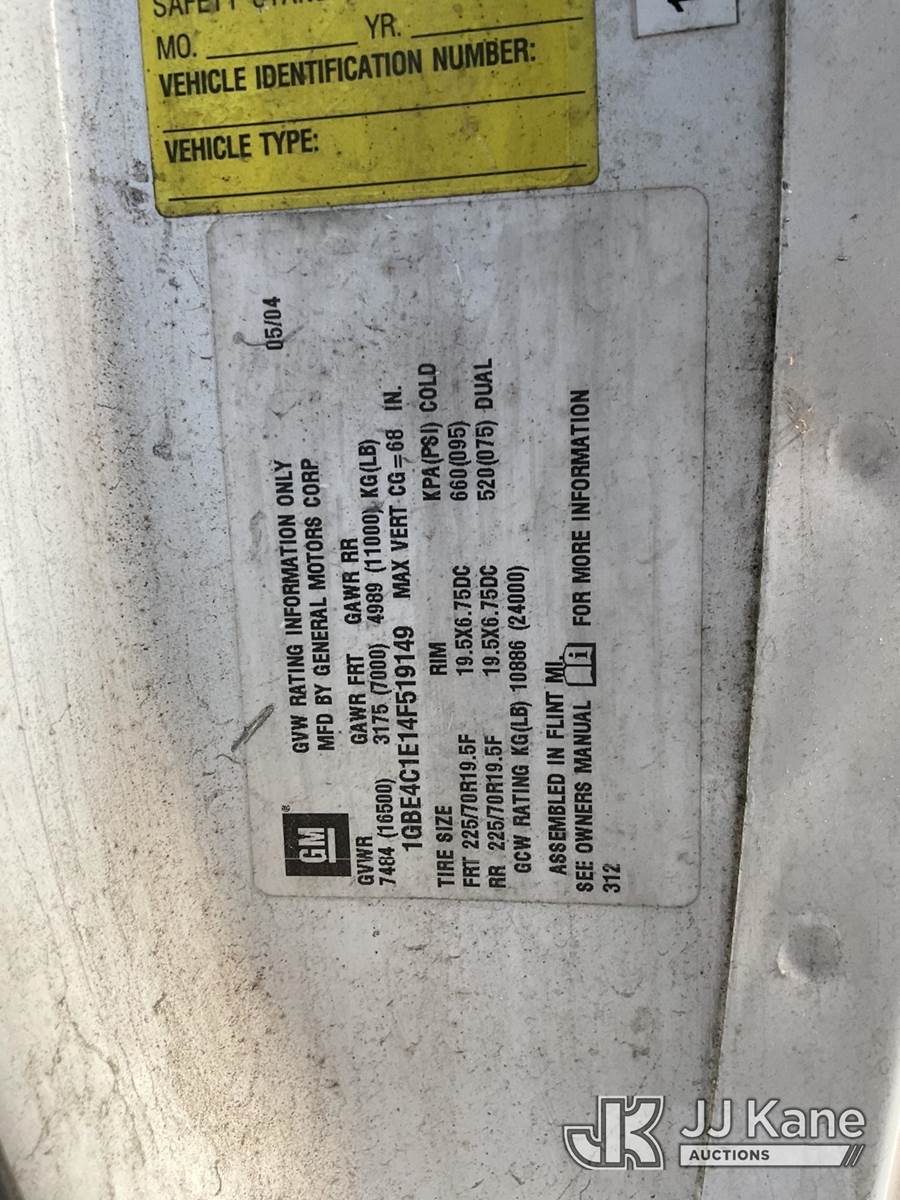 MO. YR.
VEHICLE IDENTIFICATION NUMBER:
VEHICLE TYPE:
05/04
GM
GVW RATING INFORMATION ONLY
MFD BY GENERAL MOTORS CORP
GVWR GAWR FRT GAWR RR
7484 (16500) 3175 (7000) 4989 (11000) KG(LB)
1GBE4C1E14F519149 MAX VERT CG=68 IN.
TIRE SIZE RIM KPA(PSI) COLD
FRT 225/70R19.5F 19.5X6.75DC 660(095)
RR 225/70R19.5F 19.5X6.75DC 520(075) DUAL
GCW RATING KG(LB) 10886 (24000)
ASSEMBLED IN FLINT MI.
SEE OWNERS MANUAL FOR MORE INFORMATION
312
JK JJ Kane
AUCTIONS